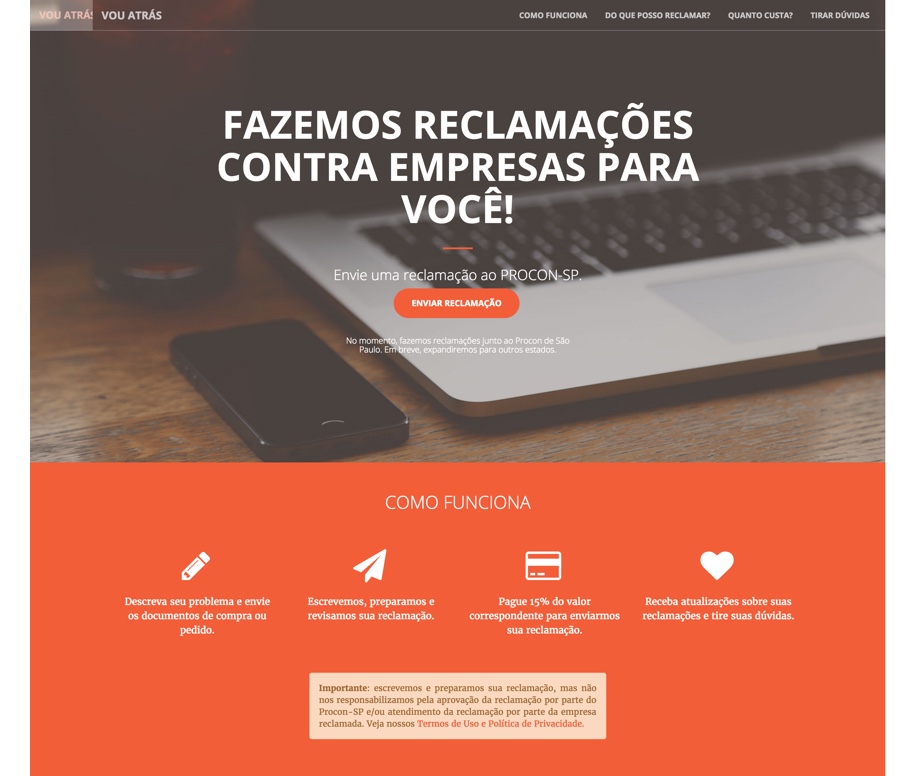 VOU ATRÁS VOU ATRÁS COMO FUNCIONA DO QUE POSSO RECLAMAR? QUANTO CUSTA? TIRAR DÚVIDAS
FAZEMOS RECLAMAÇÕES
CONTRA EMPRESAS PARA
VOCÊ!
Envie uma reclamação ao PROCON-SP.
ENVIAR RECLAMAÇÃO
No momento, fazemos reclamações junto ao Procon de São
Paulo. Em breve, expandiremos para outros estados.
COMO FUNCIONA
Descreva seu problema e envie
os documentos de compra ou
pedido.
Escrevemos, preparamos e
revisamos sua reclamação.
Pague 15% do valor
correspondente para enviarmos
sua reclamação.
Receba atualizações sobre suas
reclamações e tire suas dúvidas.
Importante: escrevemos e preparamos sua reclamação, mas não
nos responsabilizamos pela aprovação da reclamação por parte do
Procon-SP e/ou atendimento da reclamação por parte da empresa
reclamada. Veja nossos Termos de Uso e Política de Privacidade.